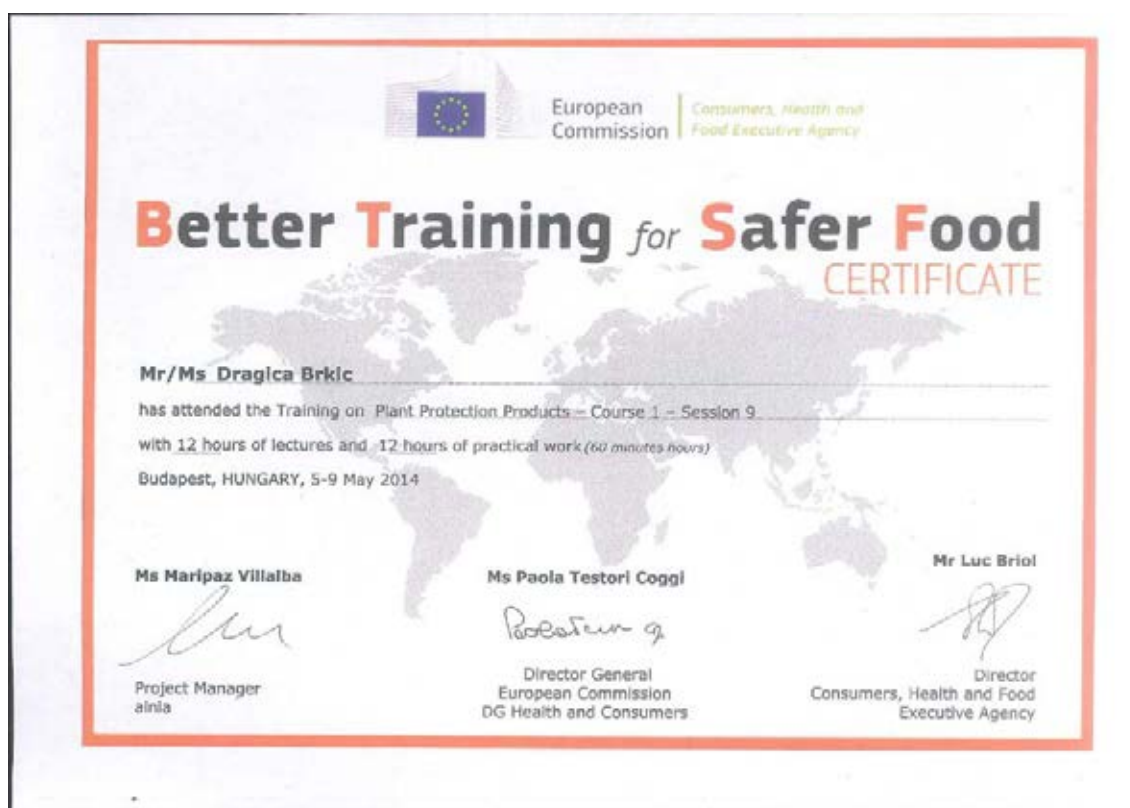 European
Commission
Consumers, Health and
Food Executive Agency
Better Training for Safer Food
CERTIFICATE
Mr/Ms Dragica Brkic
has attended the Training on Plant Protection Products – Course 1 – Session 9
with 12 hours of lectures and 12 hours of practical work (60 minutes hours)
Budapest, HUNGARY, 5-9 May 2014
Ms Maripaz Villalba
Ms Paola Testori Coggi
Mr Luc Briol
Project Manager
ainia
Director General
European Commission
DG Health and Consumers
Director
Consumers, Health and Food
Executive Agency